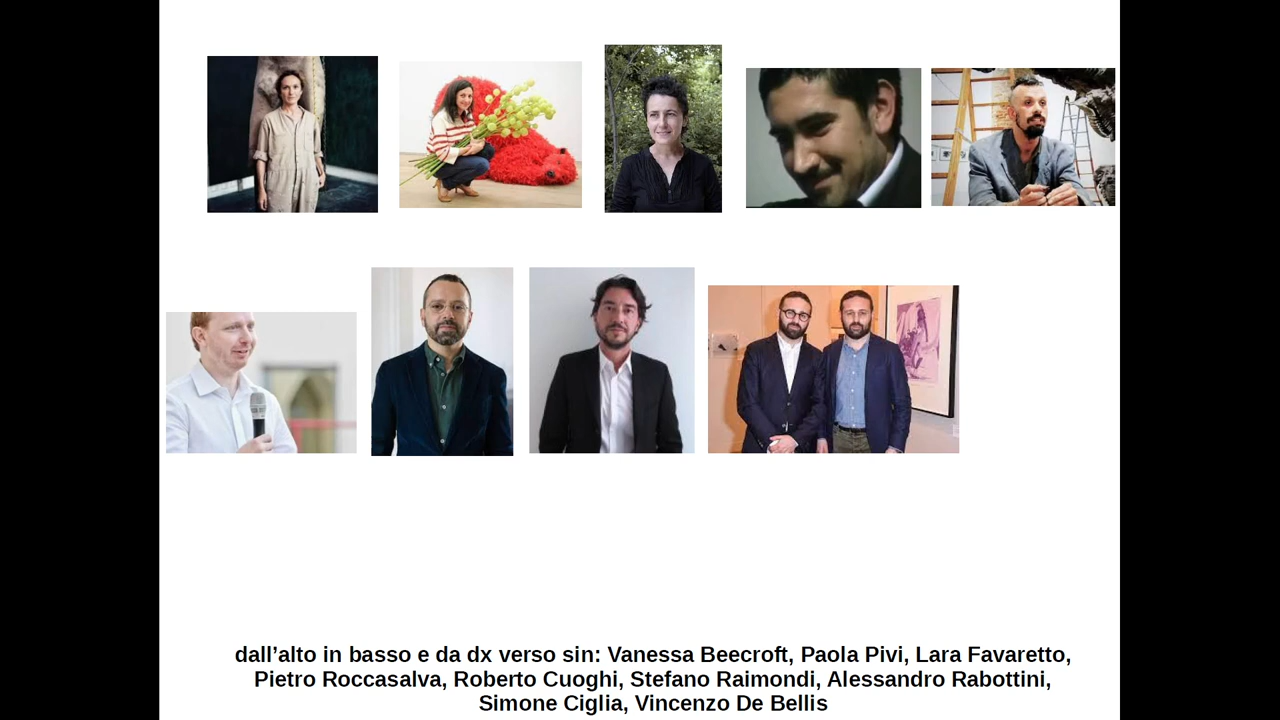 dall’alto in basso e da dx verso sin: Vanessa Beecroft, Paola Pivi, Lara Favaretto,
Pietro Roccasalva, Roberto Cuoghi, Stefano Raimondi, Alessandro Rabottini,
Simone Ciglia, Vincenzo De Bellis